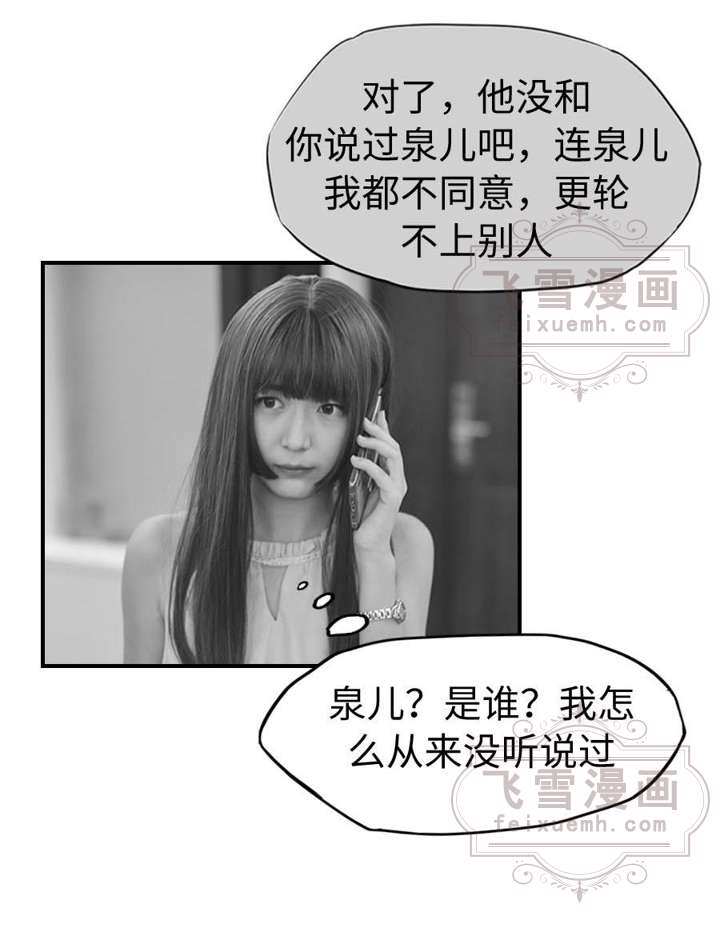 对了，他没和
你说过泉儿吧，连泉儿
我都不同意，更轮
不上别人
飞雪漫画
feixuemh.com
泉儿？是谁？我怎
么从来没听说过
飞雪漫画
feixuemh.com